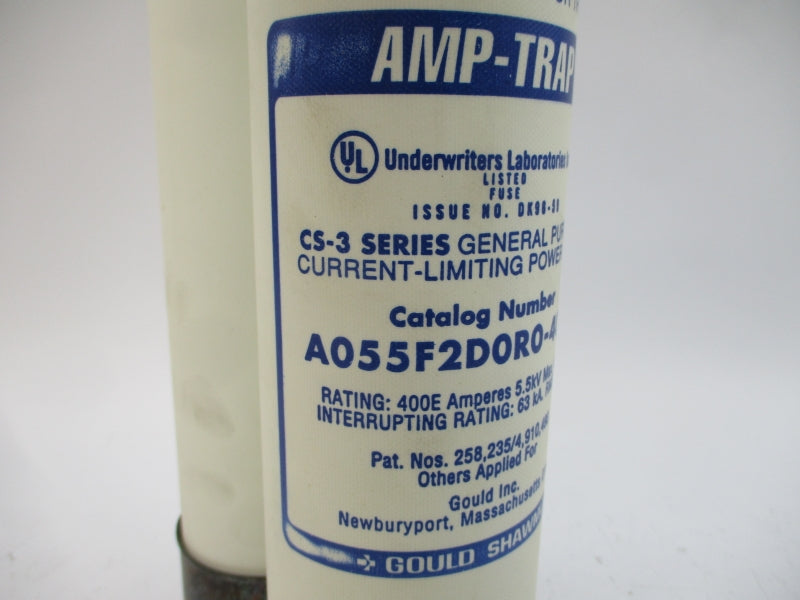 AMP-TRAP
UL
Underwriters Laboratories
LISTED
FUSE
ISSUE NO.
CS-3 SERIES GENERAL
CURRENT-LIMITING POWER
Catalog Number
A055F2D0R0-4
RATING: 400E Amperes 5.5kV
INTERRUPTING RATING: 63 kA,
Pat. Nos. 258,235/4,910,
Others Applied For
Gould Inc.
Newburyport, Massachusetts
GOULD